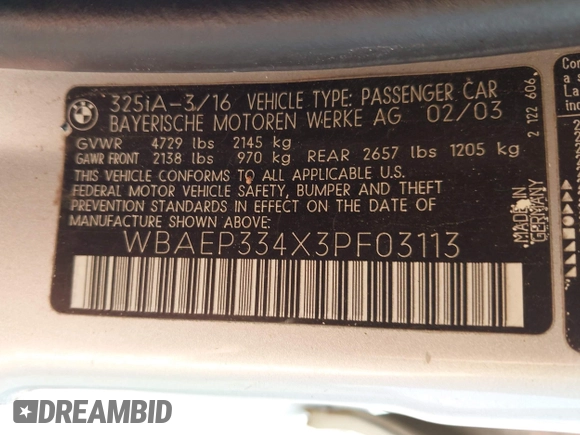 325iA-3/16 VEHICLE TYPE: PASSENGER CAR
BAYERISCHE MOTOREN WERKE AG 02/03
GVWR 4729 lbs 2145 kg
GAWR FRONT 2138 lbs 970 kg REAR 2657 lbs 1205 kg
THIS VEHICLE CONFORMS TO ALL APPLICABLE U.S.
FEDERAL MOTOR VEHICLE SAFETY, BUMPER AND THEFT
PREVENTION STANDARDS IN EFFECT ON THE DATE OF
MANUFACTURE SHOWN ABOVE:
WBAEP334X3PF03113
2 122 606
MADE IN
GERMANY
DREAMBID